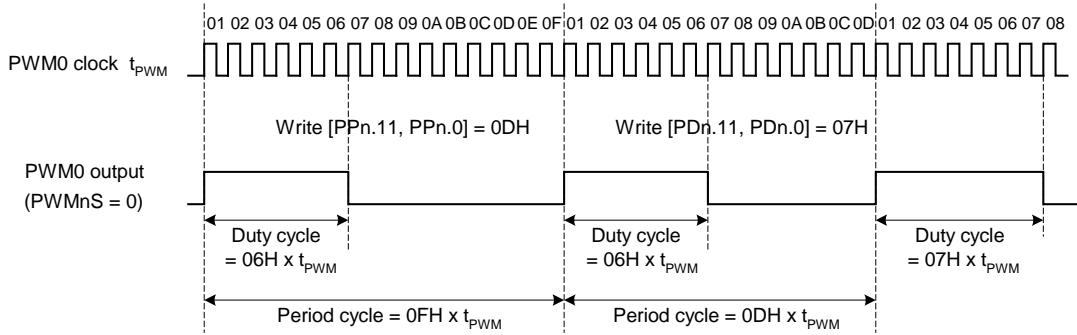 01 02 03 04 05 06 07 08 09 0A 0B 0C 0D 0E 0F 01 02 03 04 05 06 07 08 09 0A 0B 0C 0D 01 02 03 04 05 06 07 08
PWM0 clock tPWM
Write [PPn.11, PPn.0] = 0DH Write [PDn.11, PDn.0] = 07H
PWM0 output
(PWMnS = 0)
Duty cycle Duty cycle Duty cycle
= 06H x tPWM = 06H x tPWM = 07H x tPWM
Period cycle = 0FH x tPWM Period cycle = 0DH x tPWM